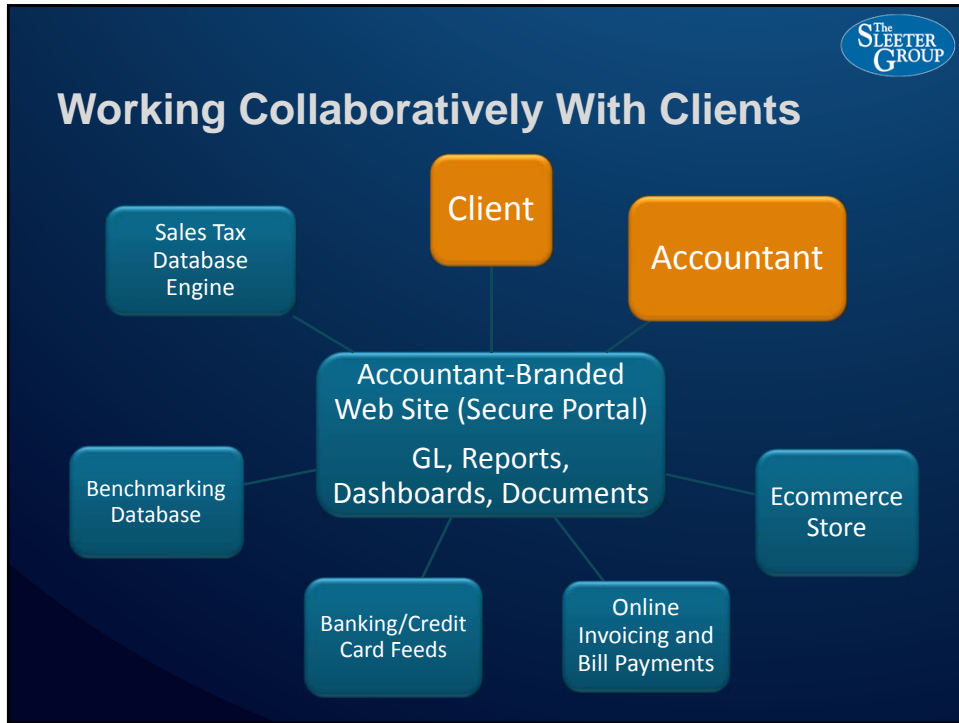 The
SLEETER
GROUP
Working Collaboratively With Clients
Client
Accountant
Sales Tax
Database
Engine
Accountant-Branded
Web Site (Secure Portal)
GL, Reports,
Dashboards, Documents
Benchmarking
Database
Ecommerce
Store
Banking/Credit
Card Feeds
Online
Invoicing and
Bill Payments